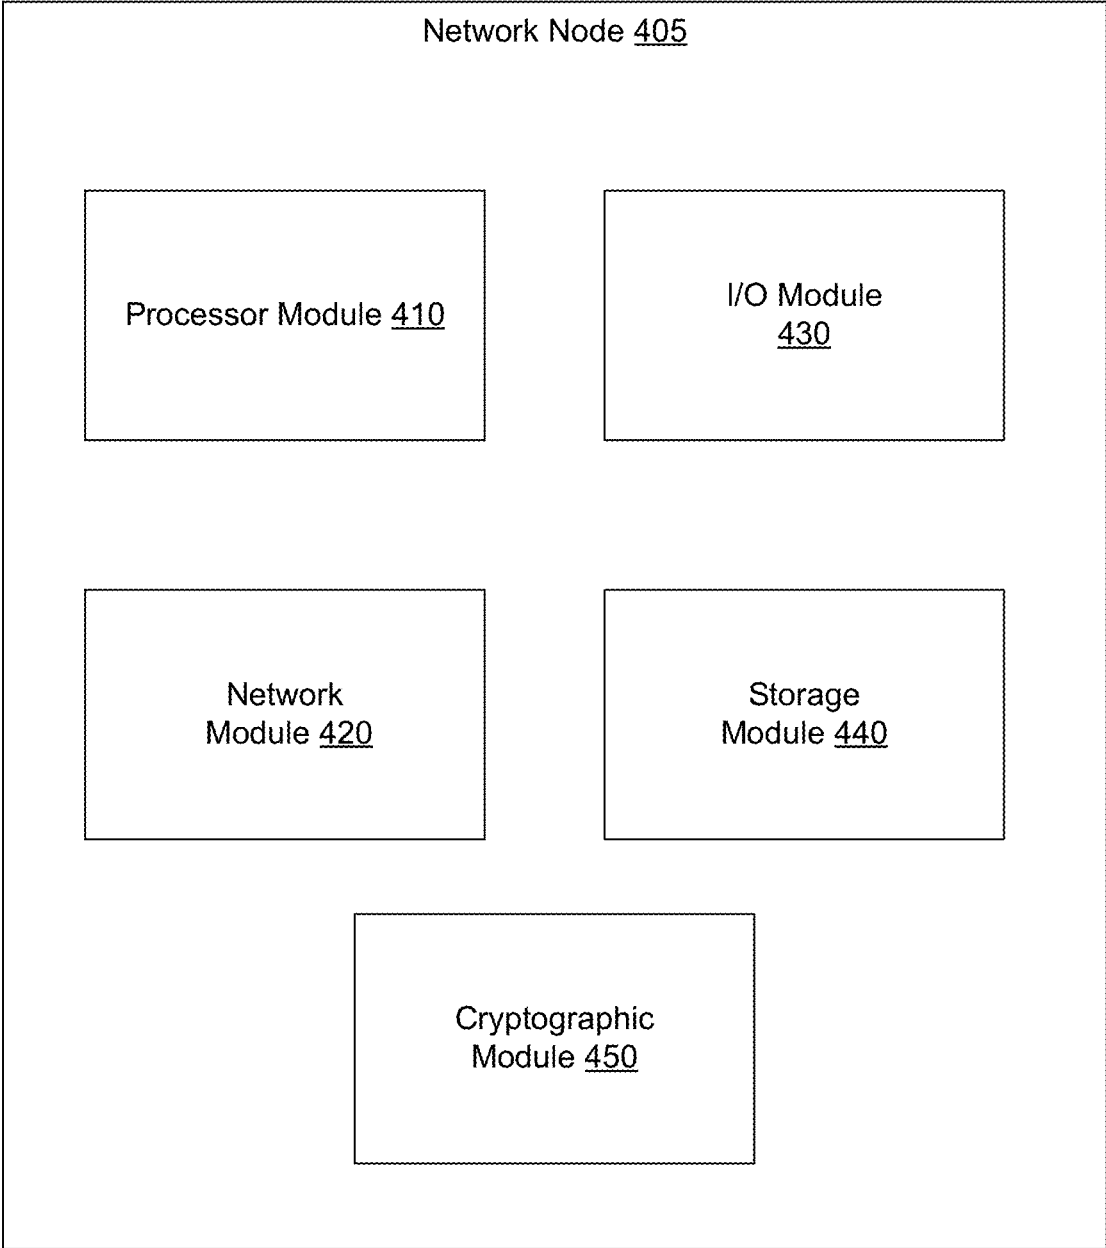 Network Node 405
Processor Module 410
I/O Module
430
Network
Module 420
Storage
Module 440
Cryptographic
Module 450